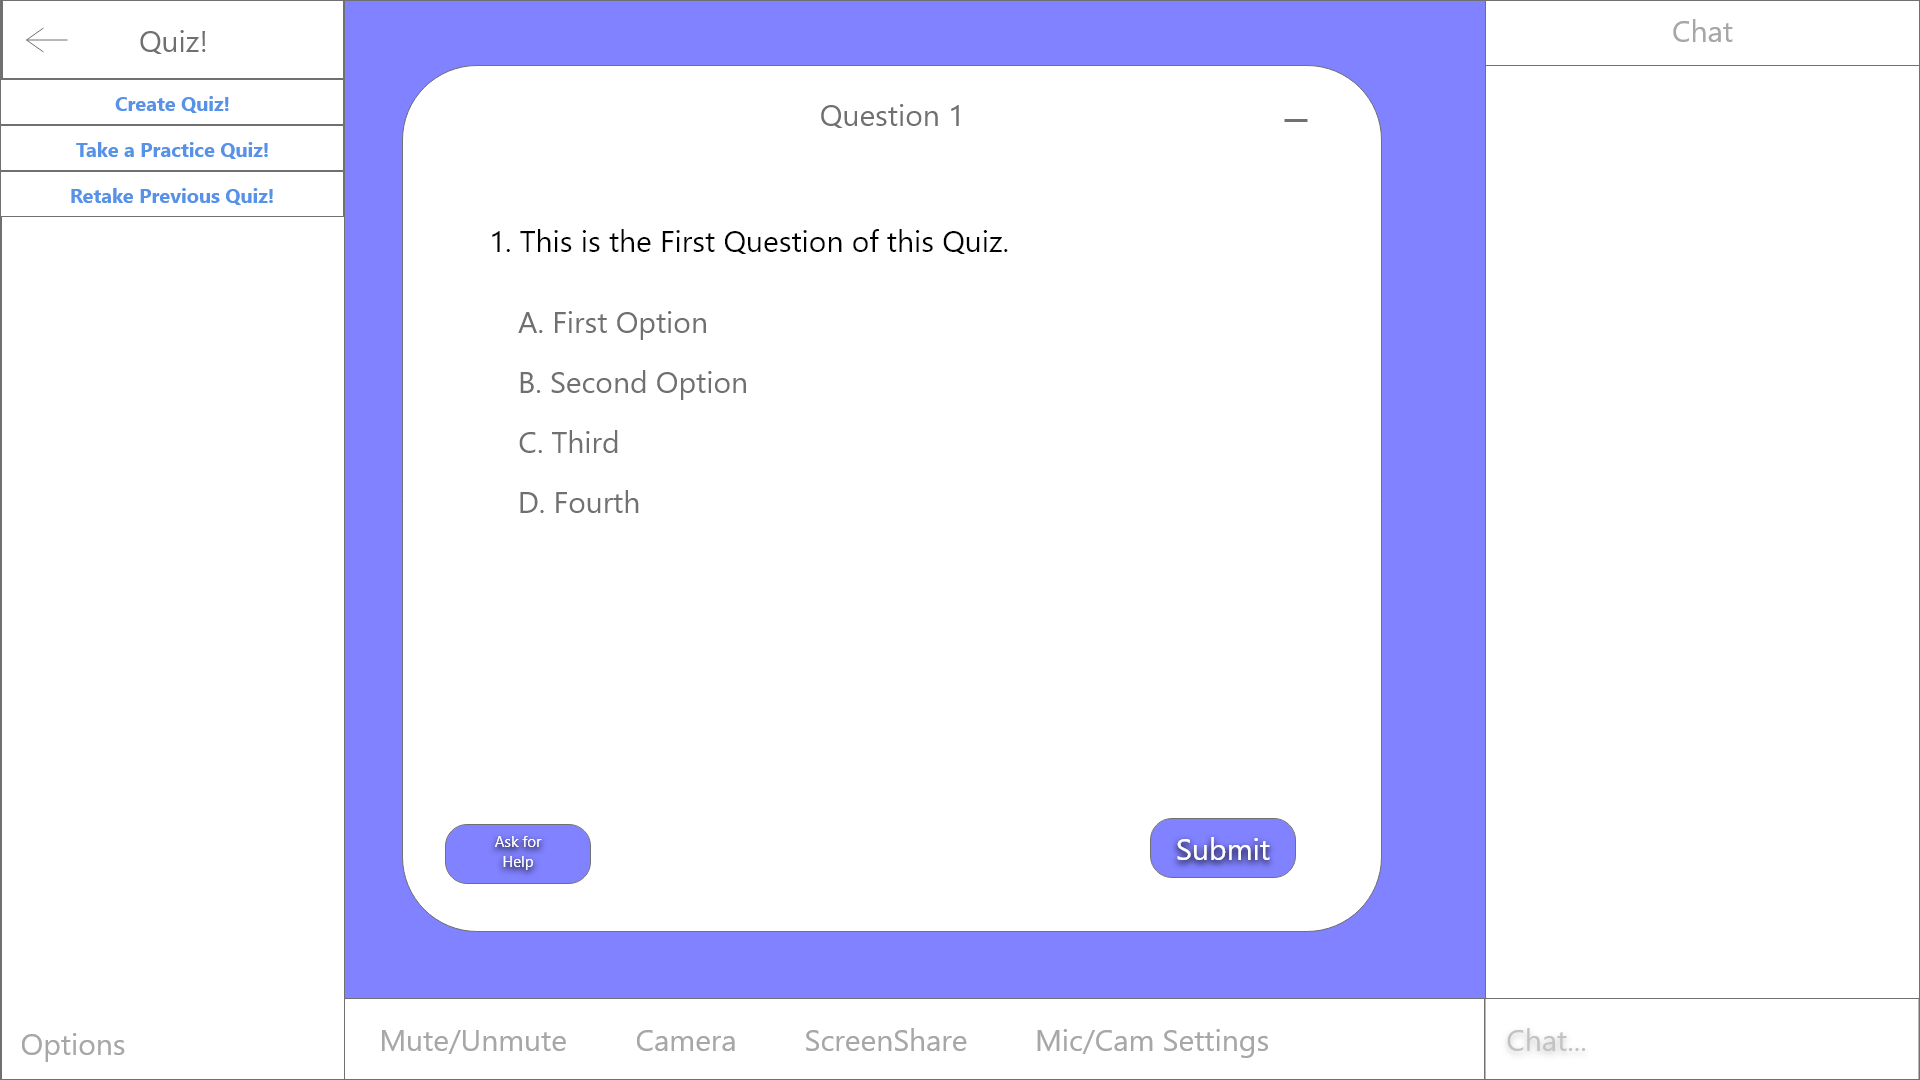 Quiz!
Create Quiz!
Take a Practice Quiz!
Retake Previous Quiz!
Options
Question 1
1. This is the First Question of this Quiz.
A. First Option
B. Second Option
C. Third
D. Fourth
Ask for
Help
Submit
Mute/Unmute Camera ScreenShare Mic/Cam Settings
Chat
Chat...